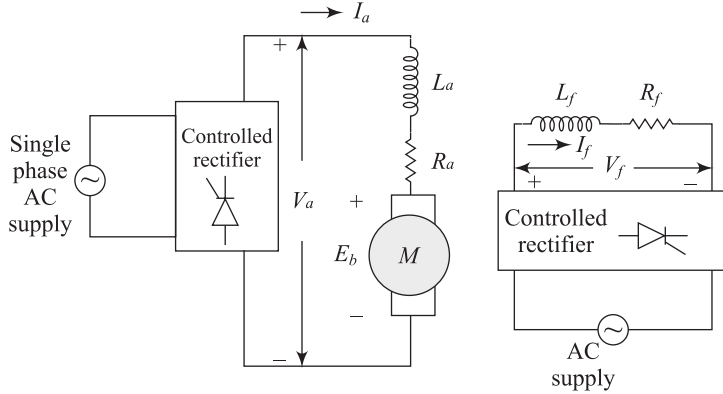 I_a
+
L_a
Single
phase
AC
supply
~
Controlled
rectifier
V_a
R_a
+
E_b
M
−
−
L_f
R_f
I_f
V_f
+
−
Controlled
rectifier
~
AC
supply